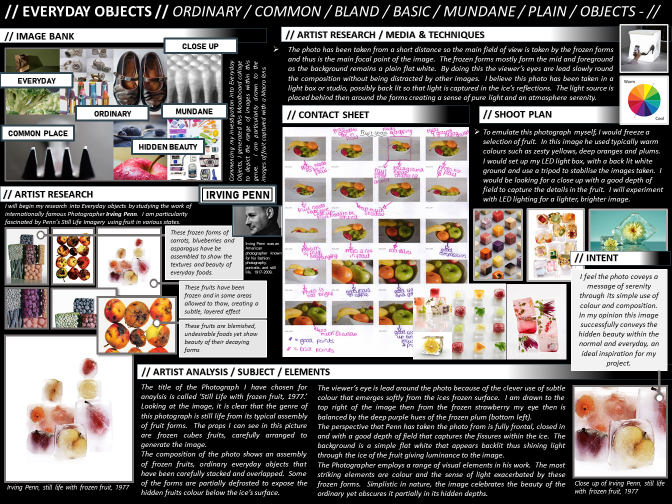 // EVERYDAY OBJECTS // ORDINARY / COMMON / BLAND / BASIC / MUNDANE / PLAIN / OBJECTS - //
// IMAGE BANK
CLOSE UP
EVERYDAY
ORDINARY
MUNDANE
COMMON PLACE
HIDDEN BEAUTY
Commencing my investigation into Everyday
Objects, I generated this Moodboard collage
to depict the range of images within this
genre. I am particularly drawn to the
images of fruit captured with a Macro lens
// ARTIST RESEARCH / MEDIA & TECHNIQUES
The photo has been taken from a short distance so the main field of view is taken by the frozen forms
and thus is the main focal point of the image. The frozen forms mostly form the mid and foreground
as the background remains a plain flat white. By doing this the viewer's eyes are lead slowly round
the composition without being distracted by other images. I believe this photo has been taken in a
light box or studio, possibly back lit so that light is captured in the ice's reflections. The light source is
placed behind then around the forms creating a sense of pure light and an atmosphere serenity.
Warm
Cool
// CONTACT SHEET
// SHOOT PLAN
To emulate this photograph myself, I would freeze a
selection of fruit. In this image he used typically warm
colours such as zesty yellows, deep oranges and plums.
I would set up my LED light box, with a back lit white
ground and use a tripod to stabilise the images taken. I
would be looking for a close up with a good depth of
field to capture the details in the fruit. I will experiment
with LED lighting for a lighter, brighter image.
// ARTIST RESEARCH
IRVING PENN
I will begin my research into Everyday objects by studying the work of
internationally famous Photographer Irving Penn. I am particularly
fascinated by Penn's Still Life Imagery using fruit in various states.
These frozen forms of
carrots, blueberries and
asparagus have be
assembled to show the
textures and beauty of
everyday foods.
Irving Penn was an
American
photographer known
for his fashion
photography,
portraits, and still
life. 1917-2009.
These fruits have been
frozen and in some areas
allowed to thaw, creating a
subtle, layered effect
These fruits are blemished,
undesirable foods yet show
beauty of their decaying
forms
= good points
= bad points
// INTENT
I feel the photo coveys a
message of serenity
through its simple use of
colour and composition.
In my opinion this image
successfully conveys the
hidden beauty within the
normal and everyday, an
ideal inspiration for my
project.
// ARTIST ANALYSIS / SUBJECT / ELEMENTS
The title of the Photograph I have chosen for
anaylsis is called 'Still Life with frozen fruit, 1977.'
Looking at the image, it is clear that the genre
of this photograph is still from its typical assembly
of fruit forms. The props I can see in this picture
are frozen cubes fruits, carefully arranged to
generate the image.
The composition of the photo shows an assembly
of frozen fruits, ordinary everyday objects that
have been carefully stacked and overlapped. Some
of the forms are partially defrosted to expose the
hidden fruits colour below the ice's surface.
The viewer's eye is lead around the photo because of the clever use of subtle
colour that emerges softly from the ices frozen surface. I am drawn to the
top right of the image then from the frozen strawberry my eye then is
balanced by the deep purple hues of the frozen plum (bottom left).
The perspective that Penn has taken the photo from is fully frontal, closed in
and with a good depth of field that captures the fissures within the ice. The
background is a simple flat white that appears backlit thus shining light
through the ice of the fruit giving luminance to the image.
The Photographer employs a range of visual elements in his work. The most
striking elements are colour and the sense of light exacerbated by these
frozen forms. Simplistic in nature, the image celebrates the beauty of the
ordinary yet obscures it partially in its hidden depths.
Irving Penn, still life with frozen fruit, 1977
Close up of Irving Penn, still life
with frozen fruit, 1977